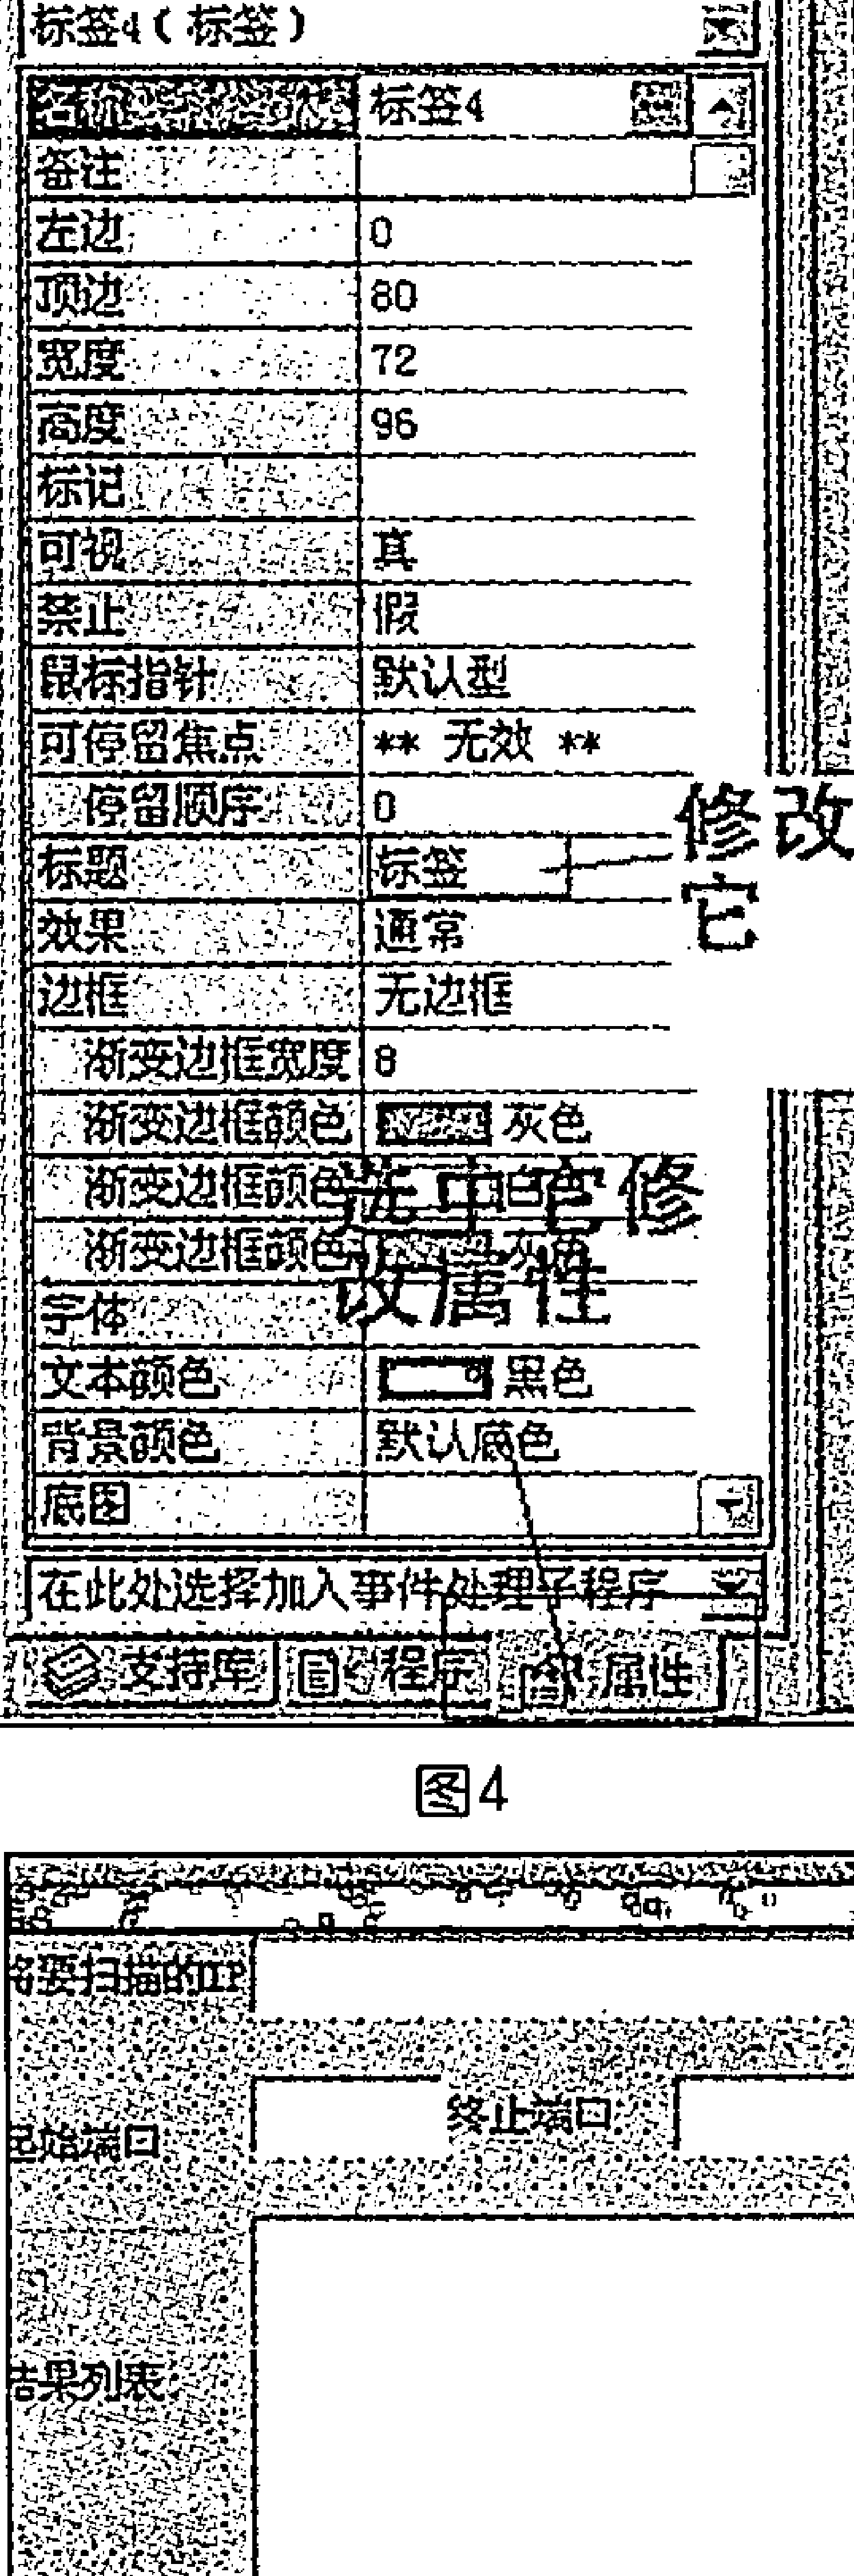 标签4（标签）
名称 标签4
备注
左边 0
顶边 80
宽度 72
高度 96
标记
可视 真
禁止 假
鼠标指针 默认型
可停留焦点 ** 无效 **
停留顺序 0
标题 标签
修改
它
效果 通常
边框 无边框
渐变边框宽度 8
渐变边框颜色 灰色
渐变边框颜色 白色
渐变边框颜色 灰色
选中它修
改属性
字体
文本颜色 黑色
背景颜色 默认底色
底图
在此处选择加入事件处理子程序
支持库 程序 属性
图4
要扫描的IP
起始端口 终止端口
结果列表